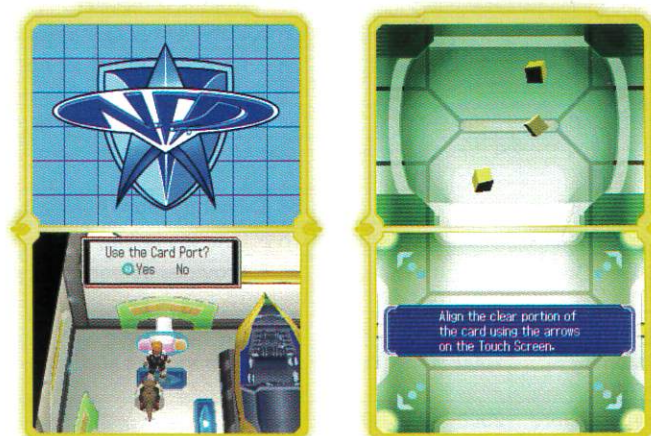 Use the Card Port?
Yes No
Align the clear portion of
the card using the arrows
on the Touch Screen.